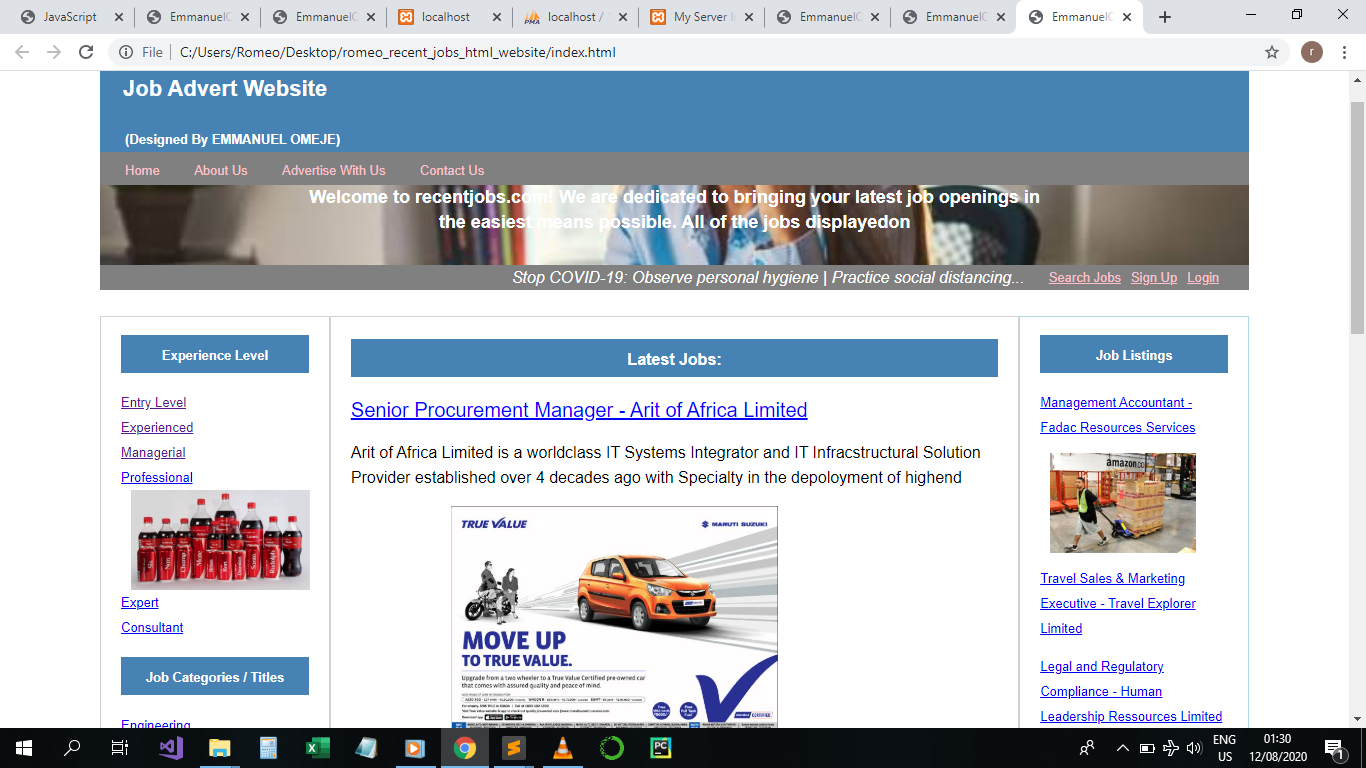 JavaScript
EmmanuelC
EmmanuelC
localhost
localhost /
My Server
EmmanuelC
EmmanuelC
EmmanuelC
File
C:/Users/Romeo/Desktop/romeo_recent_jobs_html_website/index.html
r
Job Advert Website
(Designed By EMMANUEL OMEJE)
Home About Us Advertise With Us Contact Us
Welcome to recentjobs.com! We are dedicated to bringing your latest job openings in
the easiest means possible. All of the jobs displayedon
Stop COVID-19: Observe personal hygiene | Practice social distancing... Search Jobs Sign Up Login
Experience Level
Entry Level
Experienced
Managerial
Professional
Expert
Consultant
Job Categories / Titles
Engineering
Latest Jobs:
Senior Procurement Manager - Arit of Africa Limited
Arit of Africa Limited is a worldclass IT Systems Integrator and IT Infracstructural Solution
Provider established over 4 decades ago with Specialty in the depoloyment of highend
TRUE VALUE
MARUTI SUZUKI
MOVE UP
TO TRUE VALUE.
Upgrade from a two wheeler to a True Value Certified pre-owned car
that comes with assured quality and peace of mind.
Job Listings
Management Accountant -
Fadac Resources Services
amazon.co
Travel Sales & Marketing
Executive - Travel Explorer
Limited
Legal and Regulatory
Compliance - Human
Leadership Ressources Limited
ENG
US
01:30
12/08/2020
1